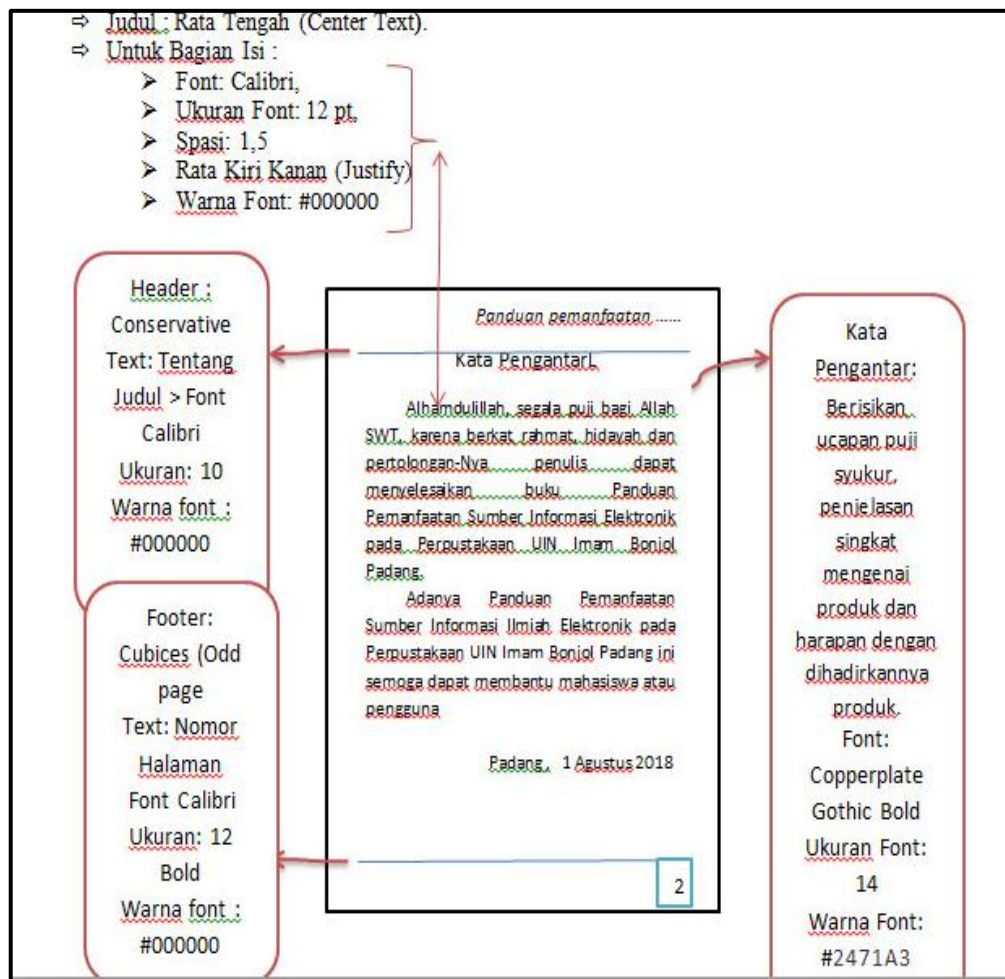 ⇒ Judul : Rata Tengah (Center Text).
⇒ Untuk Bagian Isi :
➢ Font: Calibri,
➢ Ukuran Font: 12 pt,
➢ Spasi: 1,5
➢ Rata Kiri Kanan (Justify)
➢ Warna Font: #000000
Header :
Conservative
Text: Tentang
Judul > Font
Calibri
Ukuran: 10
Warna font :
#000000
Footer:
Cubices (Odd
page
Text: Nomor
Halaman
Font Calibri
Ukuran: 12
Bold
Warna font :
#000000
Panduan pemanfaatan ......
Kata PengantarL
Alhamdulillah, segala puji bagi Allah
SWT, karena berkat rahmat, hidayah dan
pertolongan-Nya penulis dapat
menyelesaikan buku Panduan
Pemanfaatan Sumber Informasi Elektronik
pada Perpustakaan UIN Imam Bonjol
Padang.
Adanya Panduan Pemanfaatan
Sumber Informasi Ilmiah Elektronik pada
Perpustakaan UIN Imam Bonjol Padang ini
semoga dapat membantu mahasiswa atau
pengguna
Padang, 1 Agustus 2018
2
Kata
Pengantar:
Berisikan
ucapan puji
syukur,
penjelasan
singkat
mengenai
produk dan
harapan dengan
dihadirkannya
produk.
Font:
Copperplate
Gothic Bold
Ukuran Font:
14
Warna Font:
#2471A3